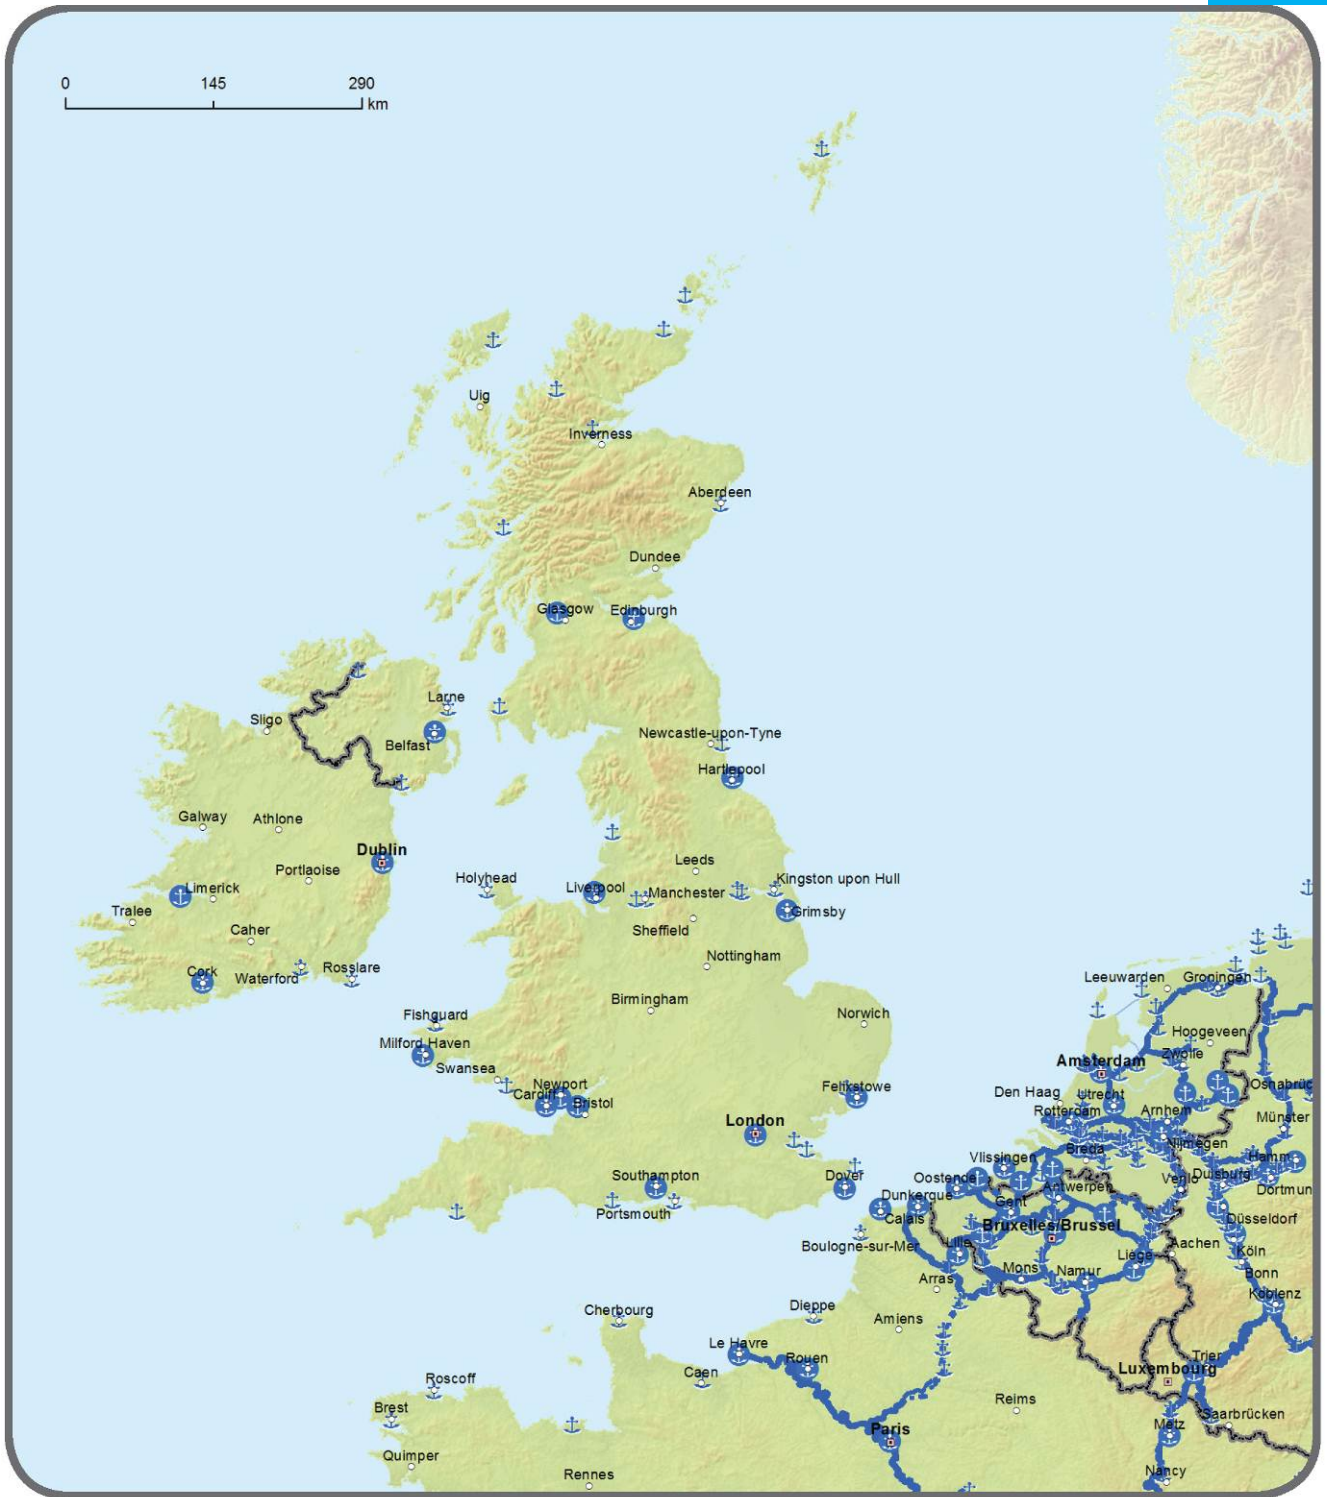 0 145 290
km
Uig
Inverness
Aberdeen
Dundee
Glasgow
Edinburgh
Larne
Sligo
Belfast
Newcastle-upon-Tyne
Hartlepool
Galway
Athlone
Dublin
Leeds
Portlaoise
Holyhead
Liverpool
Manchester
Kingston upon Hull
Limerick
Tralee
Grimsby
Caher
Sheffield
Nottingham
Cork
Waterford
Rosslare
Leeuwarden
Groningen
Birmingham
Norwich
Fishguard
Hoogeveen
Milford Haven
Zwolle
Amsterdam
Swansea
Newport
Felixstowe
Osnabrüc
Cardiff
Bristol
Den Haag
Utrecht
Rotterdam
Arnhem
Münster
London
Nijmegen
Breda
Vlissingen
Hamm
Southampton
Dover
Oostende
Duisburg
Venlo
Antwerpen
Dortmun
Dunkerque
Gent
Portsmouth
Calais
Bruxelles/Brussel
Düsseldorf
Boulogne-sur-Mer
Lille
Aachen
Köln
Liège
Arras
Mons
Namur
Bonn
Koblenz
Cherbourg
Dieppe
Amiens
Le Havre
Rouen
Trier
Luxembourg
Caen
Roscoff
Reims
Brest
Saarbrücken
Paris
Metz
Quimper
Rennes
Nancy